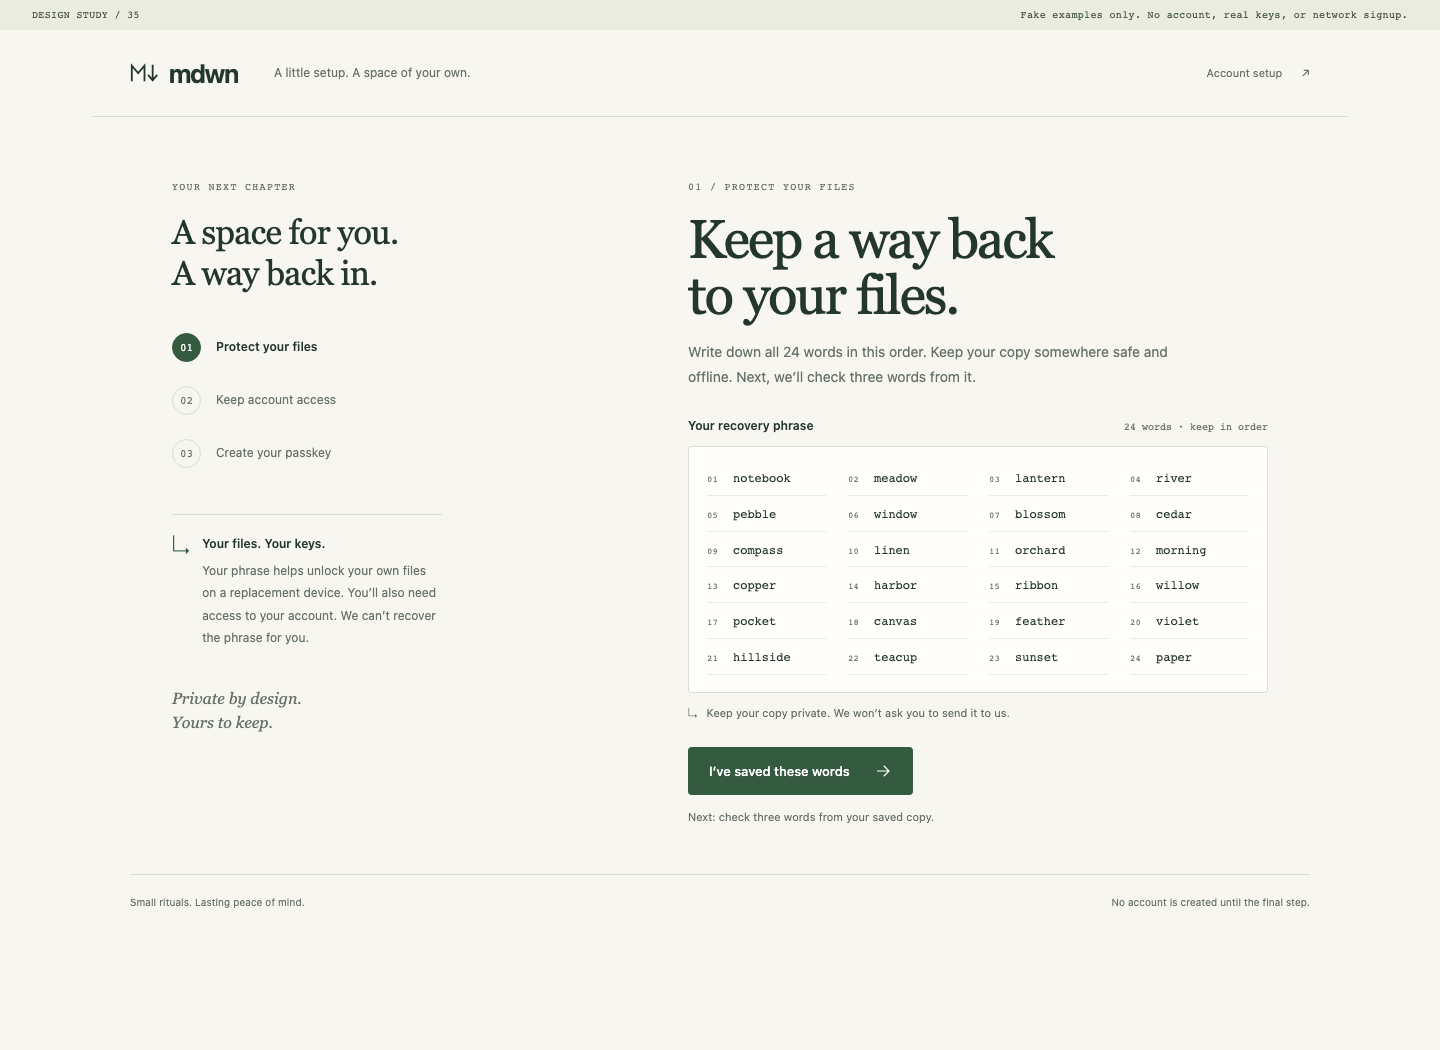 DESIGN STUDY / 35
Fake examples only. No account, real keys, or network signup.
M↓ mdwn
A little setup. A space of your own.
Account setup ↗
YOUR NEXT CHAPTER
A space for you.
A way back in.
01 Protect your files
02 Keep account access
03 Create your passkey
Your files. Your keys.
Your phrase helps unlock your own files
on a replacement device. You’ll also need
access to your account. We can’t recover
the phrase for you.
Private by design.
Yours to keep.
01 / PROTECT YOUR FILES
Keep a way back
to your files.
Write down all 24 words in this order. Keep your copy somewhere safe and
offline. Next, we’ll check three words from it.
Your recovery phrase
24 words · keep in order
01 notebook 02 meadow 03 lantern 04 river
05 pebble 06 window 07 blossom 08 cedar
09 compass 10 linen 11 orchard 12 morning
13 copper 14 harbor 15 ribbon 16 willow
17 pocket 18 canvas 19 feather 20 violet
21 hillside 22 teacup 23 sunset 24 paper
Keep your copy private. We won’t ask you to send it to us.
I’ve saved these words →
Next: check three words from your saved copy.
Small rituals. Lasting peace of mind.
No account is created until the final step.